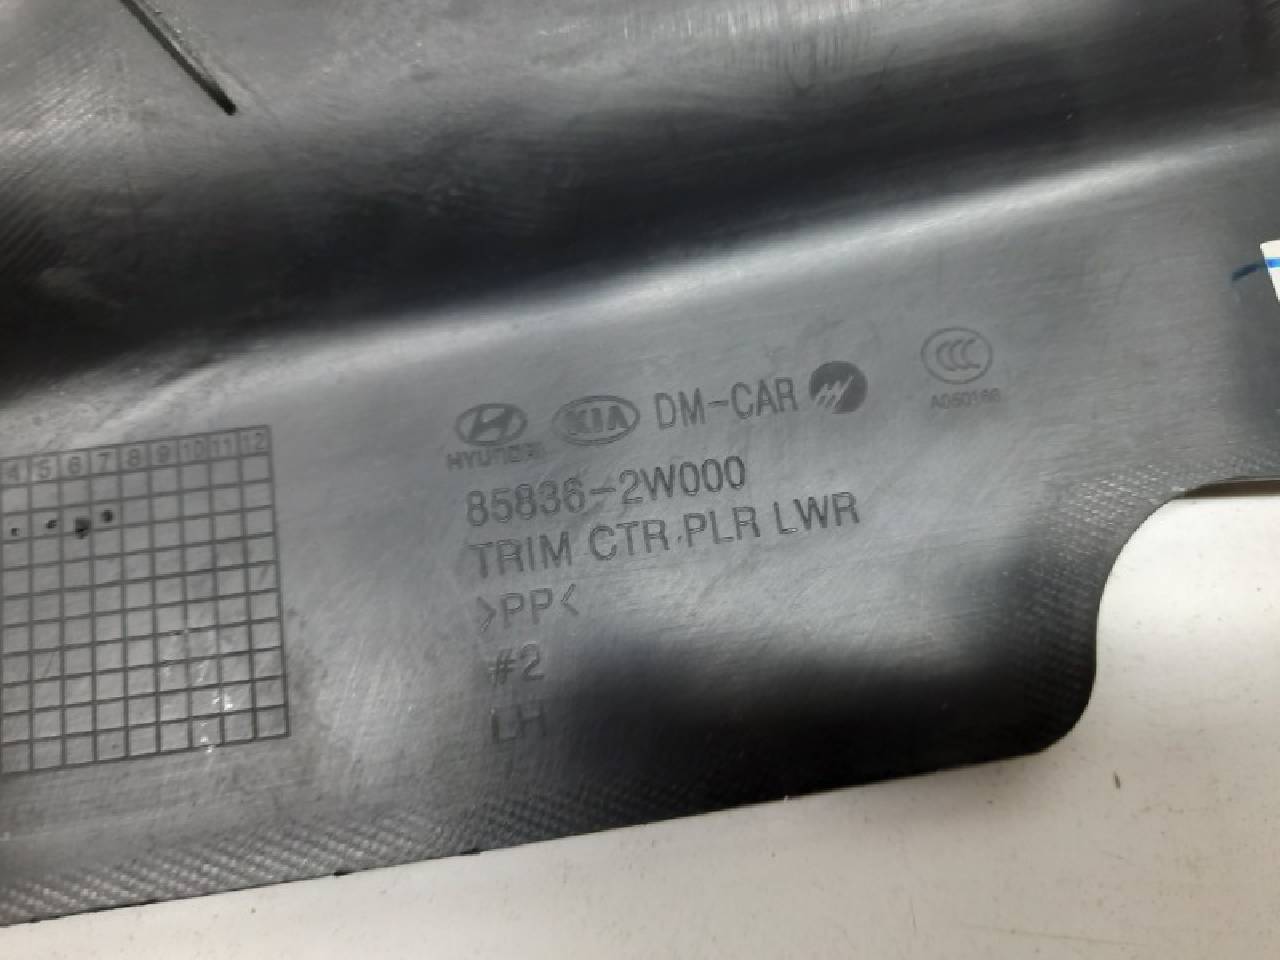 4 5 6 7 8 9 10 11 12
HYUNDAI KIA DM-CAR
CCC
85836-2W000
TRIM CTR PLR LWR
>PP<
#2
LH